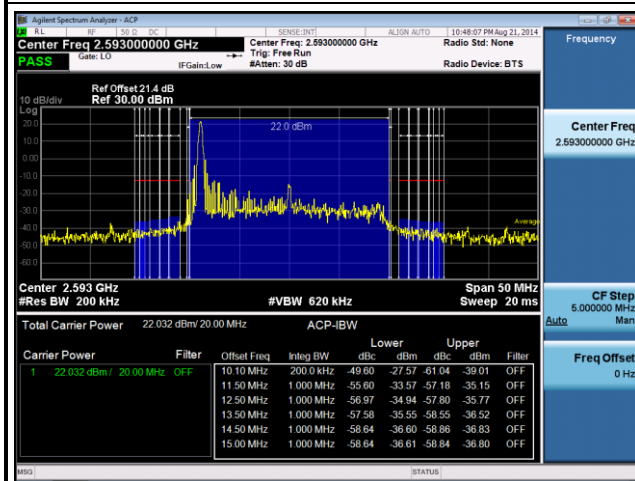 Agilent Spectrum Analyzer - ACP
RL RF 50 Ω DC SENSE:INT ALIGN AUTO 10:48:07 PM Aug 21, 2014
Center Freq 2.593000000 GHz Center Freq: 2.593000000 GHz Radio Std: None
PASS Gate: LO IFGain:Low Trig: Free Run
#Atten: 30 dB Radio Device: BTS
Frequency
Ref Offset 21.4 dB
10 dB/div Ref 30.00 dBm
Log
20.0
10.0
0.00
-10.0
-20.0
-30.0
-40.0
-50.0
-60.0
22.0 dBm
Average
Center Freq
2.593000000 GHz
Center 2.593 GHz Span 50 MHz
#Res BW 200 kHz #VBW 620 kHz Sweep 20 ms
CF Step
5.000000 MHz
Auto Man
Freq Offset
0 Hz
Total Carrier Power 22.032 dBm/ 20.00 MHz ACP-IBW
Lower Upper
Carrier Power Filter Offset Freq Integ BW dBc dBm dBc dBm Filter
1 22.032 dBm / 20.00 MHz OFF 10.10 MHz 200.0 kHz -49.60 -27.57 -61.04 -39.01 OFF
11.50 MHz 1.000 MHz -55.60 -33.57 -57.18 -35.15 OFF
12.50 MHz 1.000 MHz -56.97 -34.94 -57.80 -35.77 OFF
13.50 MHz 1.000 MHz -57.58 -35.55 -58.55 -36.52 OFF
14.50 MHz 1.000 MHz -58.64 -36.60 -58.86 -36.83 OFF
15.00 MHz 1.000 MHz -58.64 -36.61 -58.84 -36.80 OFF
MSG STATUS